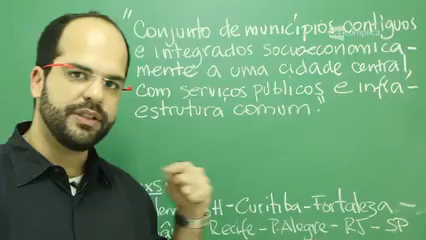 "Conjunto de municípios contíguos
e integrados socioeconomica-
mente a uma cidade central,
com serviços públicos e infra-
estrutura comum."
BH - Curitiba - Fortaleza -
Recife - P. Alegre - RJ - SP